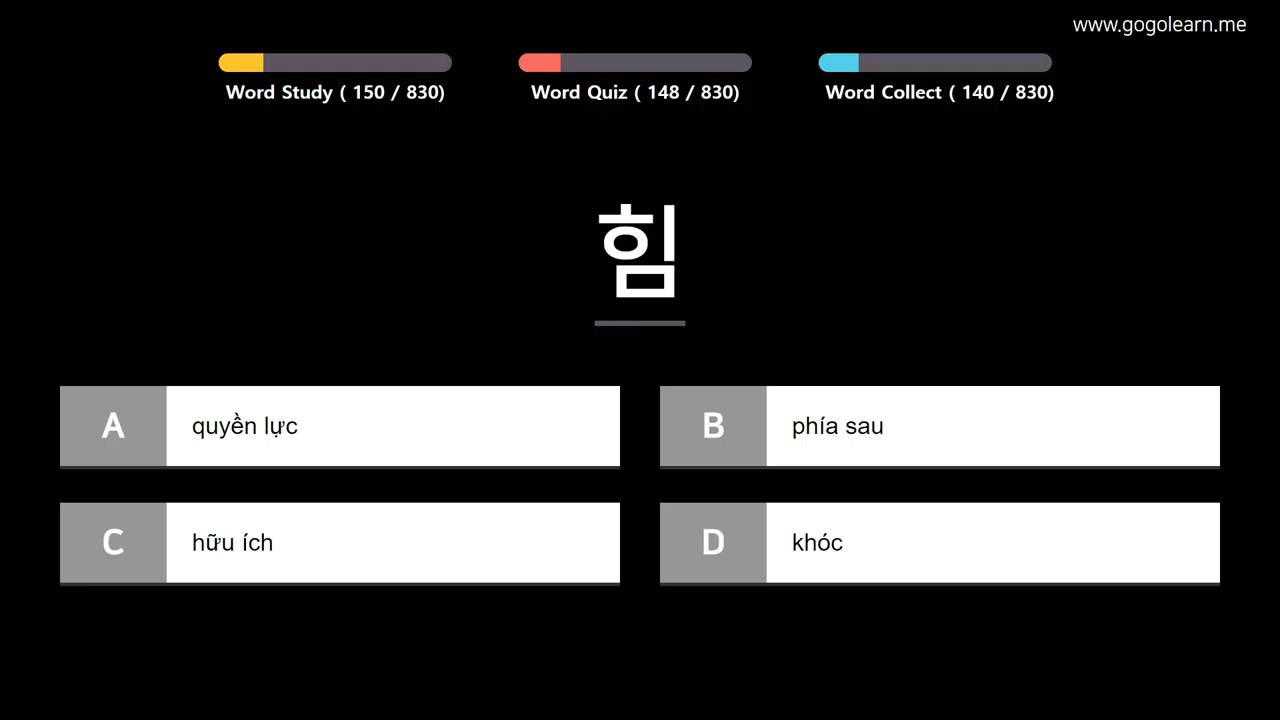 www.gogolearn.me
Word Study ( 150 / 830)
Word Quiz ( 148 / 830)
Word Collect ( 140 / 830)
힘
A quyền lực
B phía sau
C hữu ích
D khóc